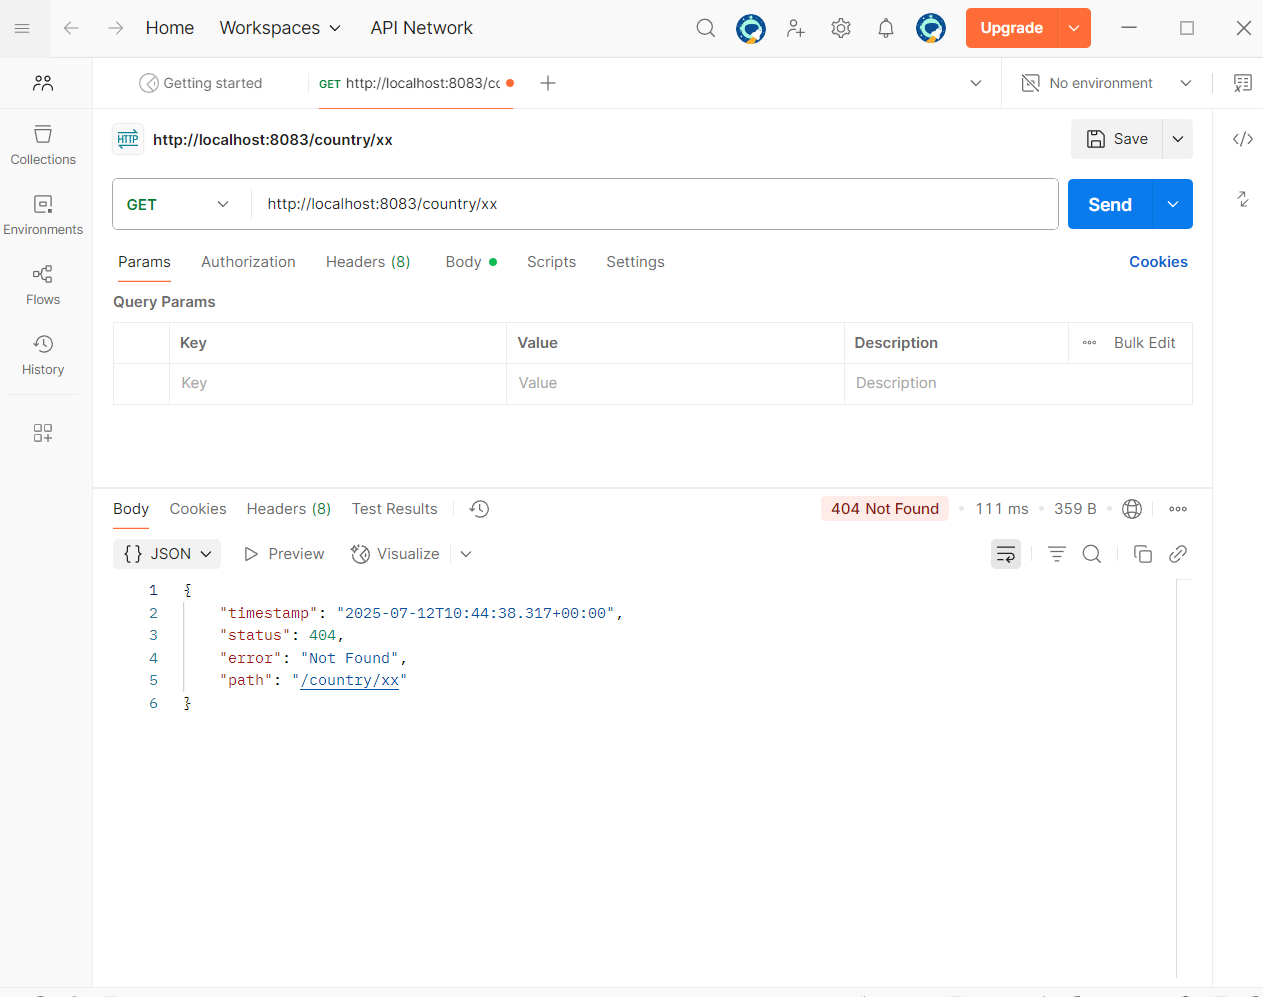 Home Workspaces API Network Upgrade
Getting started GET http://localhost:8083/cc No environment
HTTP http://localhost:8083/country/xx Save
Collections
GET http://localhost:8083/country/xx Send
Environments
Params Authorization Headers (8) Body Scripts Settings Cookies
Flows
Query Params
Key Value Description Bulk Edit
History
Key Value Description
Body Cookies Headers (8) Test Results 404 Not Found 111 ms 359 B
{} JSON Preview Visualize
1 {
2 "timestamp": "2025-07-12T10:44:38.317+00:00",
3 "status": 404,
4 "error": "Not Found",
5 "path": "/country/xx"
6 }